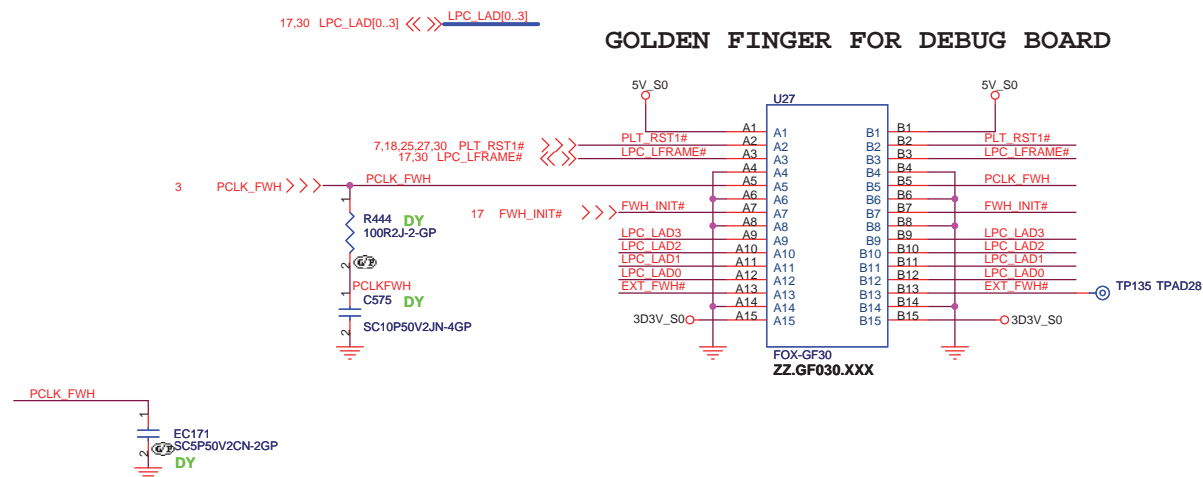 17,30 LPC_LAD[0..3] LPC_LAD[0..3]
GOLDEN FINGER FOR DEBUG BOARD
5V_S0 5V_S0
U27
A1 A1 B1 B1
7,18,25,27,30 PLT_RST1# PLT_RST1# A2 A2 B2 B2 PLT_RST1#
17,30 LPC_LFRAME# LPC_LFRAME# A3 A3 B3 B3 LPC_LFRAME#
A4 A4 B4 B4
3 PCLK_FWH PCLK_FWH A5 A5 B5 B5 PCLK_FWH
A6 A6 B6 B6
17 FWH_INIT# FWH_INIT# A7 A7 B7 B7 FWH_INIT#
A8 A8 B8 B8
LPC_LAD3 A9 A9 B9 B9 LPC_LAD3
LPC_LAD2 A10 A10 B10 B10 LPC_LAD2
LPC_LAD1 A11 A11 B11 B11 LPC_LAD1
LPC_LAD0 A12 A12 B12 B12 LPC_LAD0
EXT_FWH# A13 A13 B13 B13 EXT_FWH# TP135 TPAD28
A14 A14 B14 B14
3D3V_S0 A15 A15 B15 B15 3D3V_S0
FOX-GF30
ZZ.GF030.XXX
1
R444 DY
100R2J-2-GP
2
PCLKFWH
1
C575 DY
SC10P50V2JN-4GP
2
PCLK_FWH
1
EC171
SC5P50V2CN-2GP
2
DY